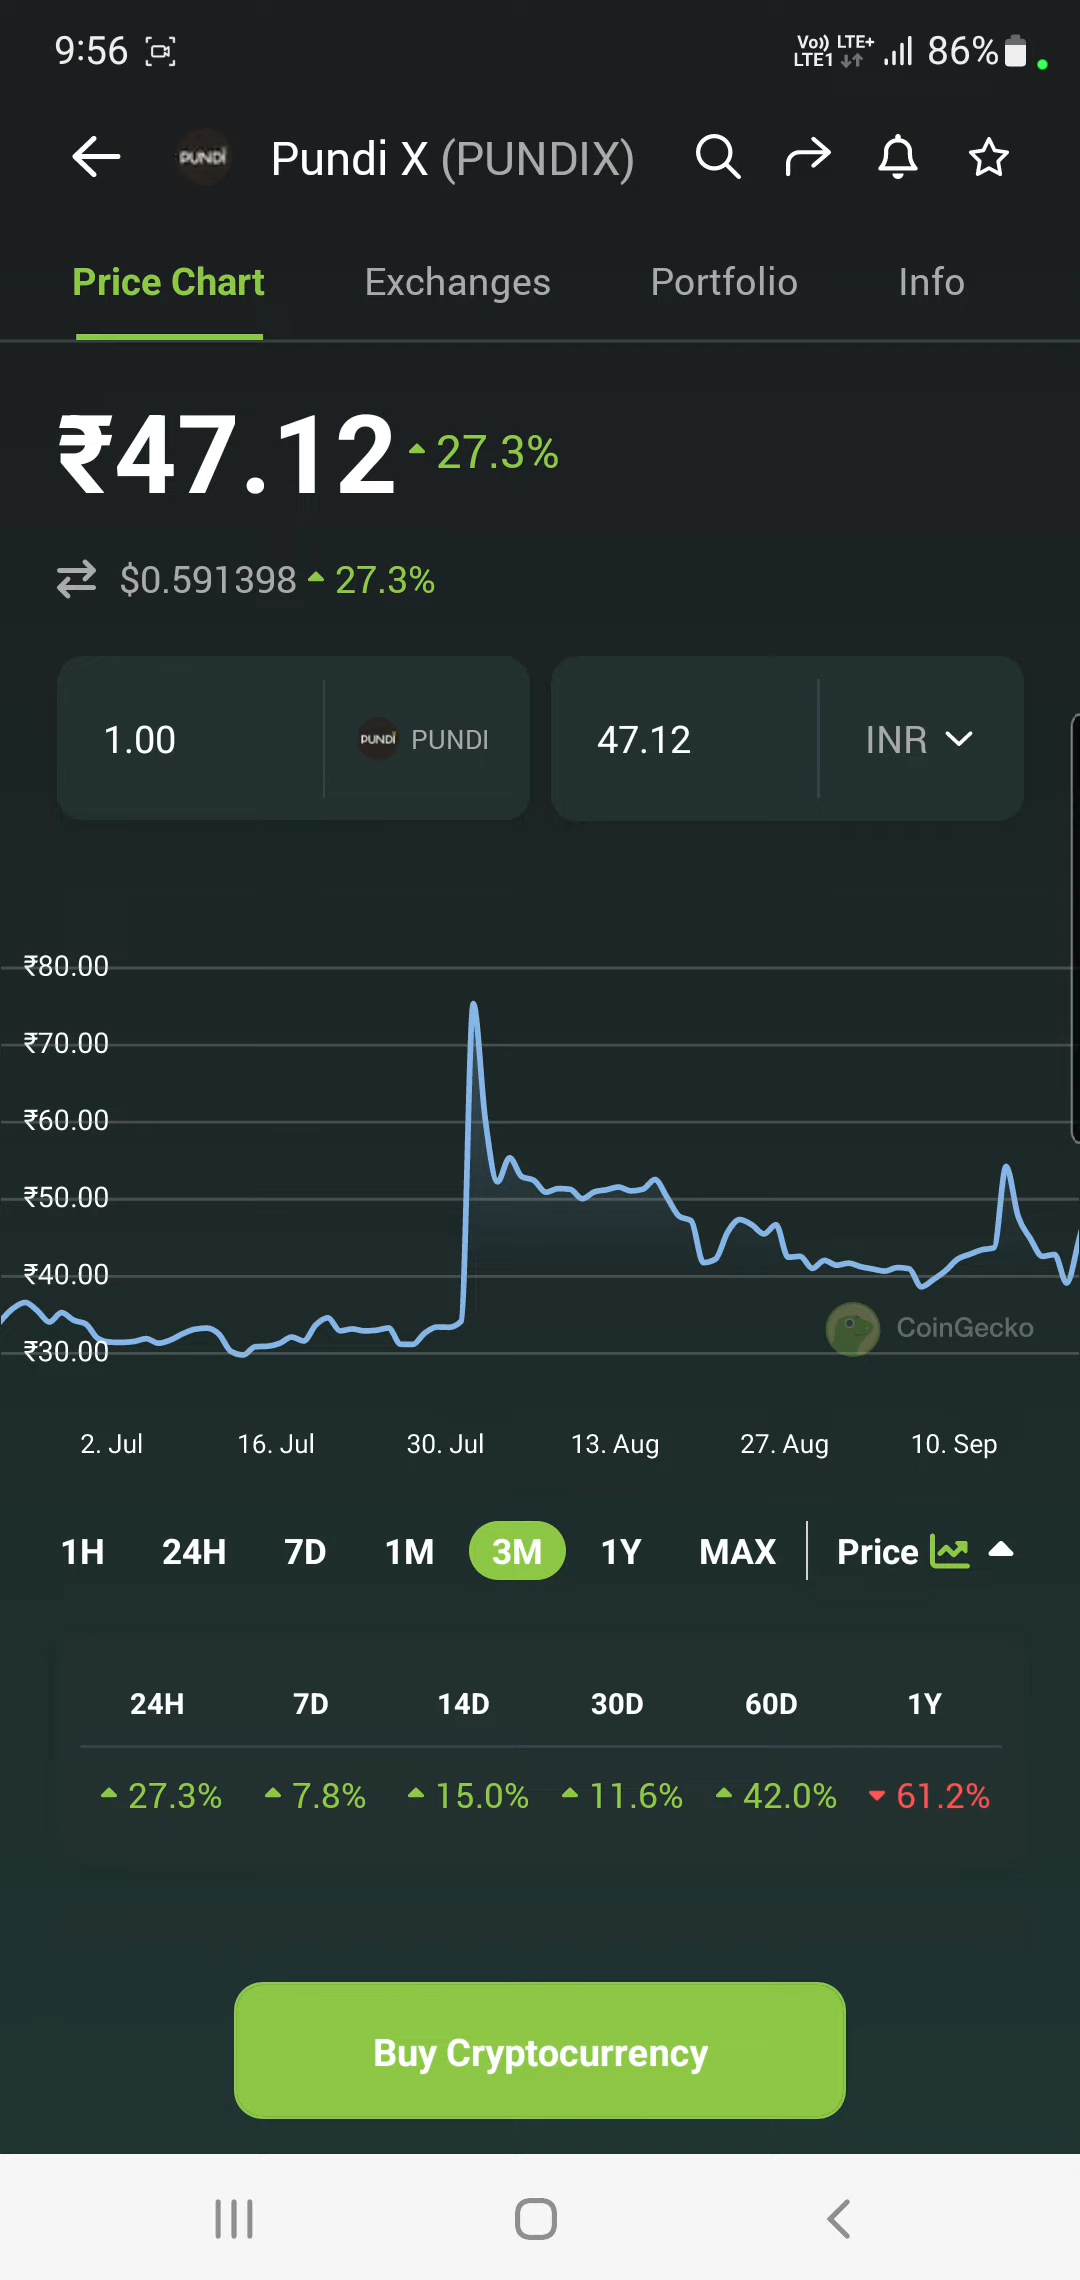 9:56 Vo)) LTE+ LTE1 86%
PUNDI Pundi X (PUNDIX)
Price Chart Exchanges Portfolio Info
₹47.12 27.3%
$0.591398 27.3%
1.00 PUNDI PUNDI 47.12 INR
₹80.00
₹70.00
₹60.00
₹50.00
₹40.00
₹30.00
CoinGecko
2. Jul 16. Jul 30. Jul 13. Aug 27. Aug 10. Sep
1H 24H 7D 1M 3M 1Y MAX Price
24H 7D 14D 30D 60D 1Y
27.3% 7.8% 15.0% 11.6% 42.0% 61.2%
Buy Cryptocurrency